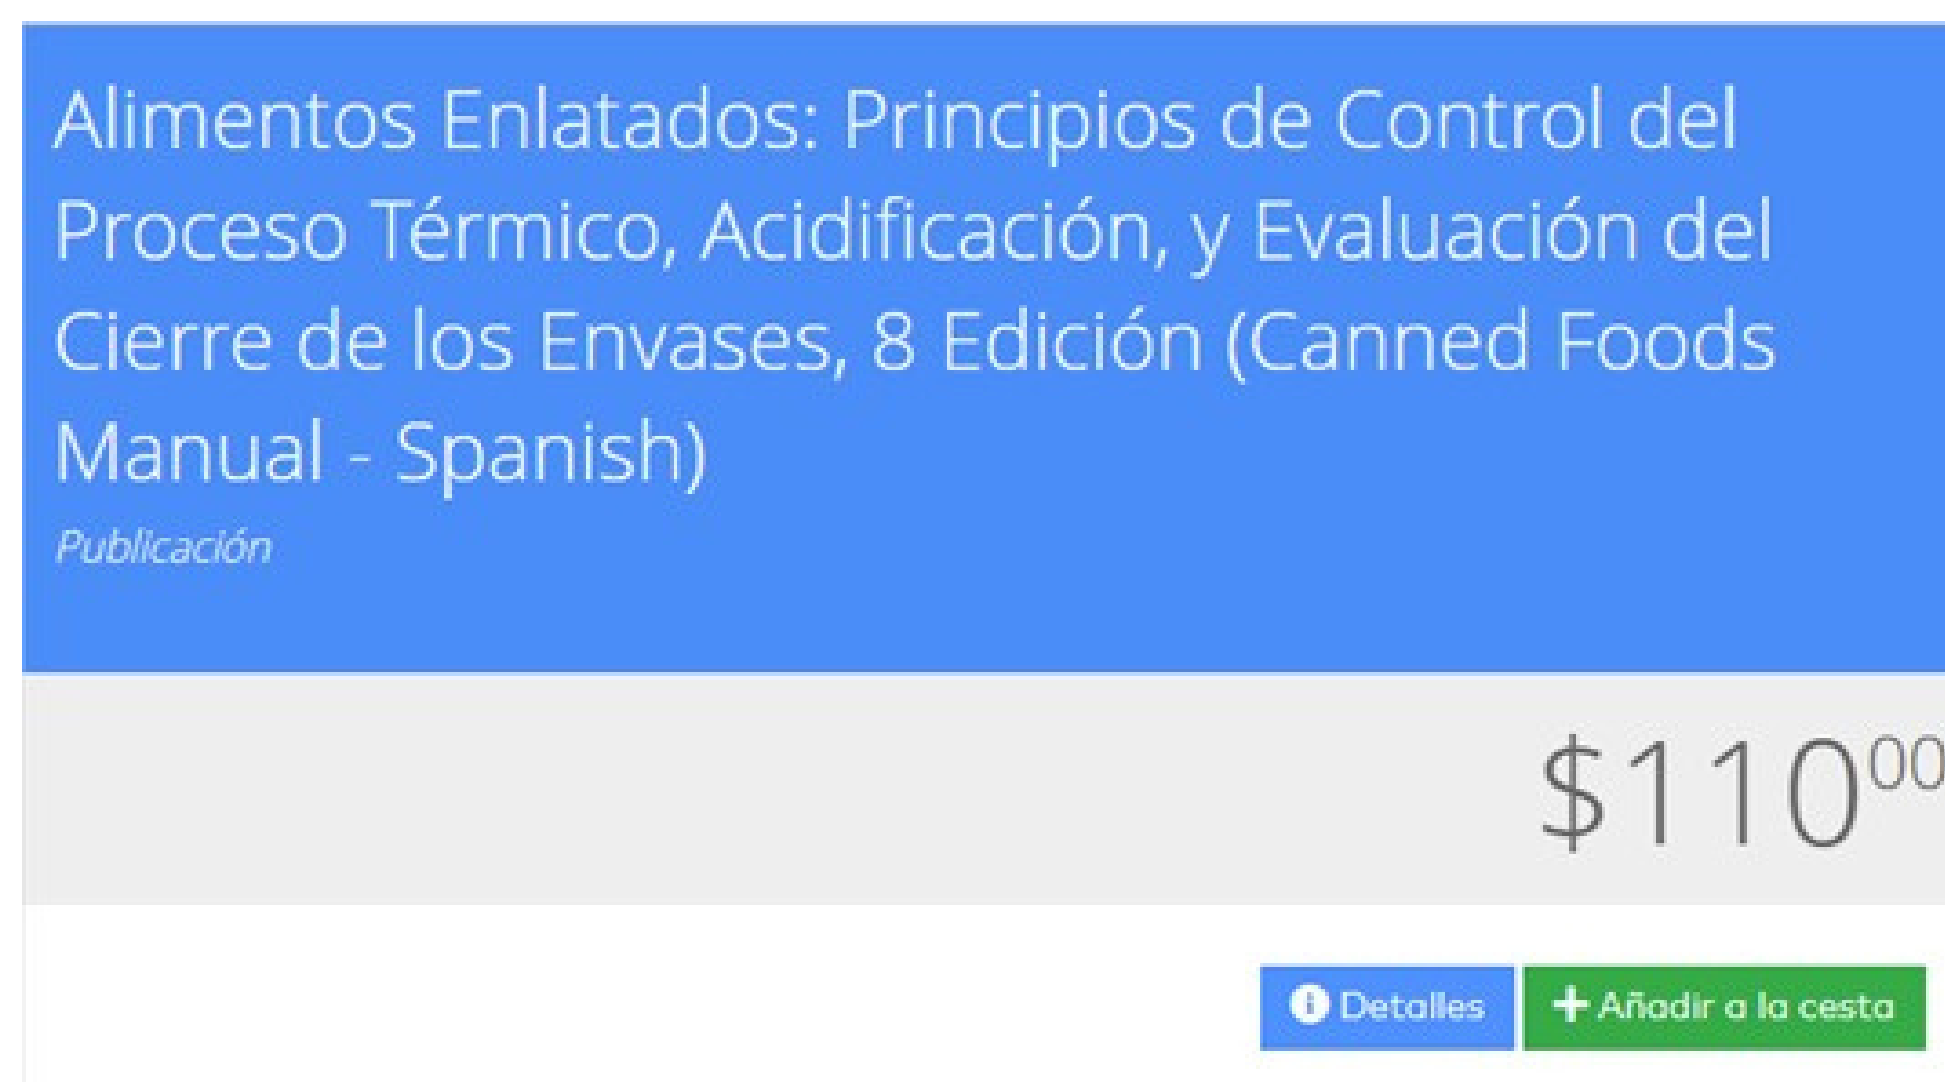 Alimentos Enlatados: Principios de Control del
Proceso Térmico, Acidificación, y Evaluación del
Cierre de los Envases, 8 Edición (Canned Foods
Manual - Spanish)
Publicación
$110⁰⁰
Detalles
Añadir a la cesta